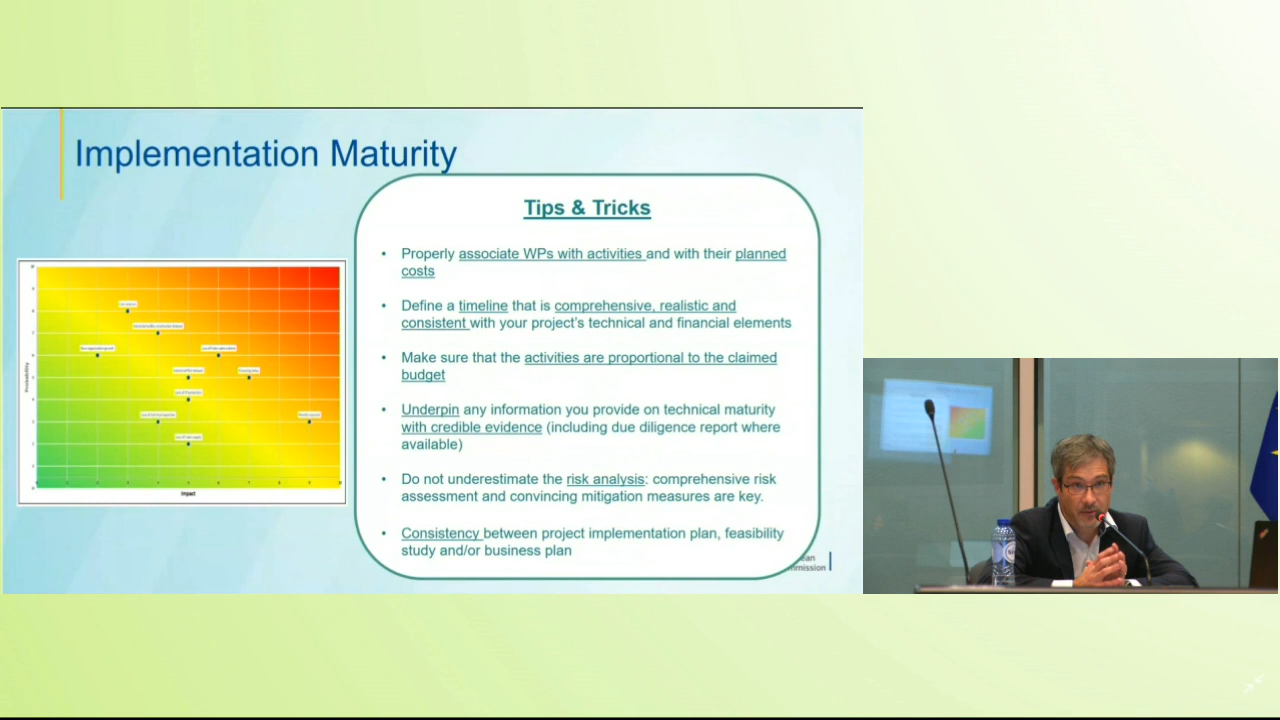 Implementation Maturity
Tips & Tricks
• Properly associate WPs with activities and with their planned
costs
• Define a timeline that is comprehensive, realistic and
consistent with your project's technical and financial elements
• Make sure that the activities are proportional to the claimed
budget
• Underpin any information you provide on technical maturity
with credible evidence (including due diligence report where
available)
• Do not underestimate the risk analysis: comprehensive risk
assessment and convincing mitigation measures are key.
• Consistency between project implementation plan, feasibility
study and/or business plan
Probability
Impact